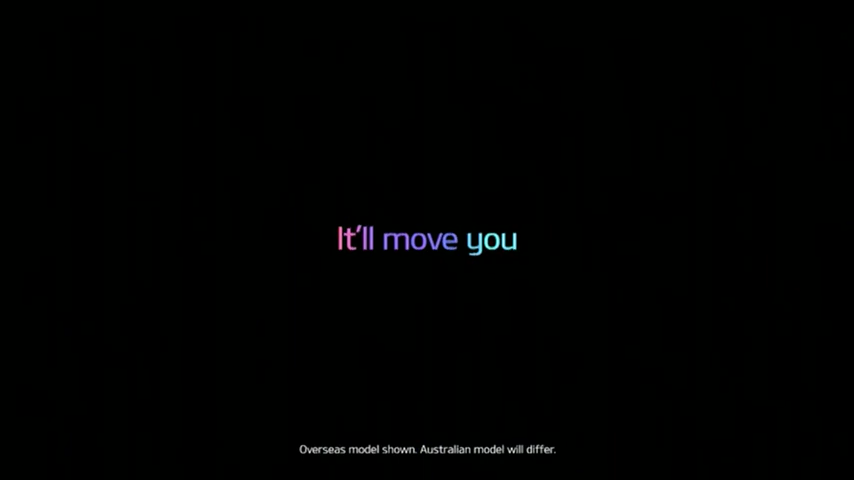 It'll move you
Overseas model shown. Australian model will differ.